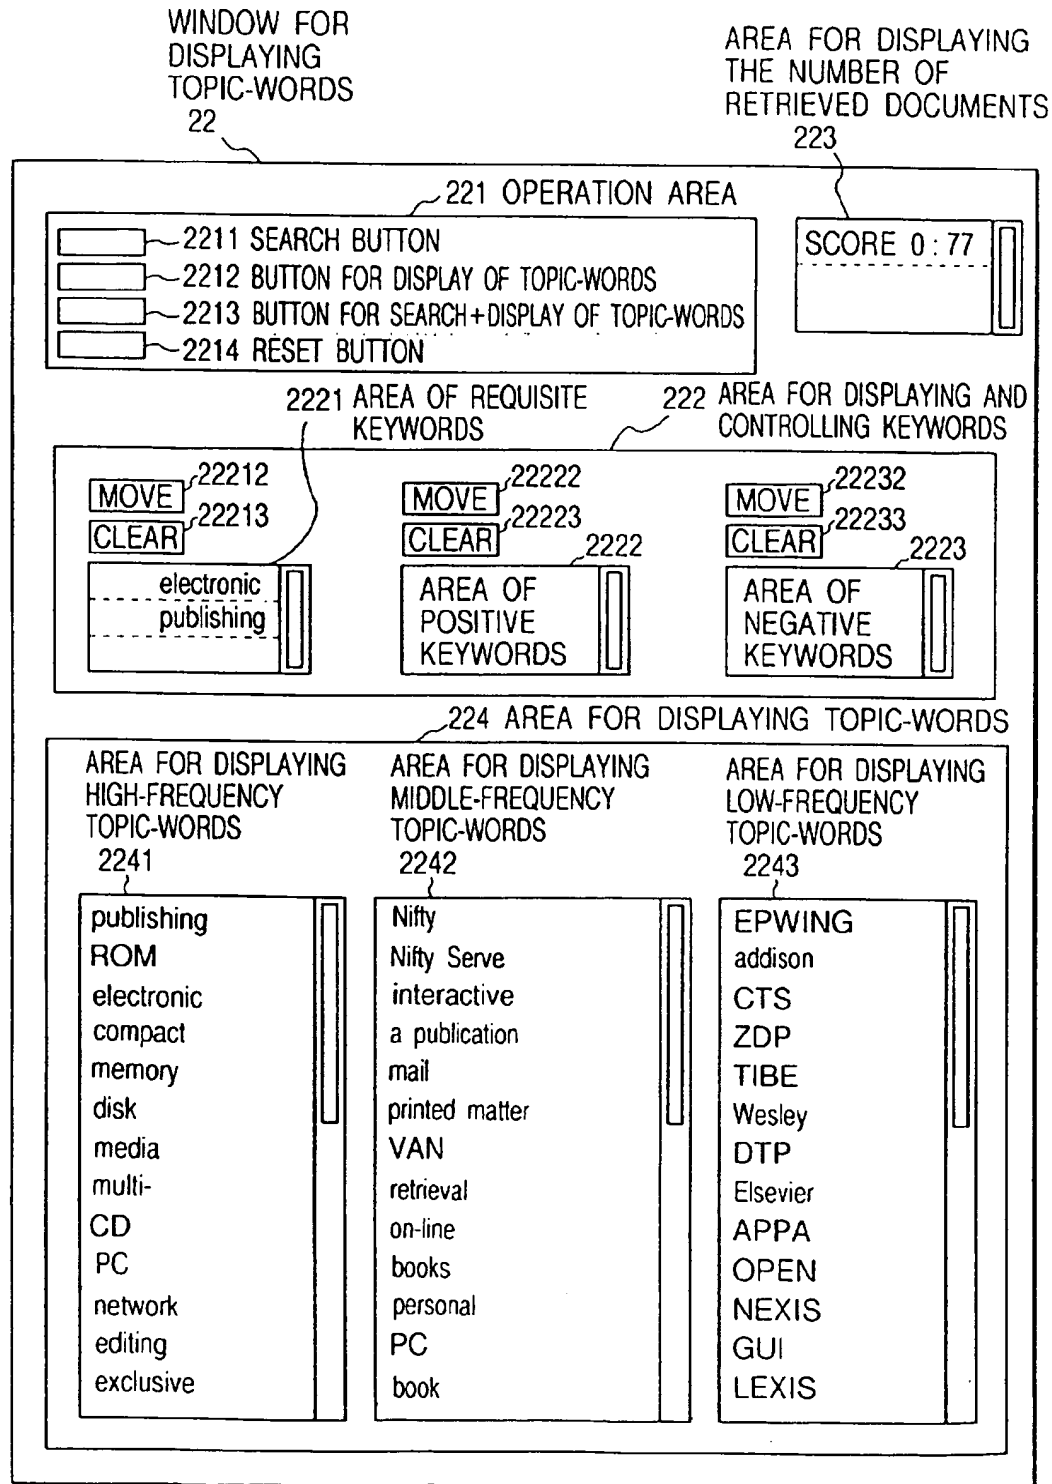 WINDOW FOR
DISPLAYING
TOPIC-WORDS
22
AREA FOR DISPLAYING
THE NUMBER OF
RETRIEVED DOCUMENTS
223
221 OPERATION AREA
2211 SEARCH BUTTON
2212 BUTTON FOR DISPLAY OF TOPIC-WORDS
2213 BUTTON FOR SEARCH+DISPLAY OF TOPIC-WORDS
2214 RESET BUTTON
SCORE 0 : 77
2221 AREA OF REQUISITE
KEYWORDS
222 AREA FOR DISPLAYING AND
CONTROLLING KEYWORDS
MOVE 22212
CLEAR 22213
electronic
publishing
MOVE 22222
CLEAR 22223
2222
AREA OF
POSITIVE
KEYWORDS
MOVE 22232
CLEAR 22233
2223
AREA OF
NEGATIVE
KEYWORDS
224 AREA FOR DISPLAYING TOPIC-WORDS
AREA FOR DISPLAYING
HIGH-FREQUENCY
TOPIC-WORDS
2241
publishing
ROM
electronic
compact
memory
disk
media
multi-
CD
PC
network
editing
exclusive
AREA FOR DISPLAYING
MIDDLE-FREQUENCY
TOPIC-WORDS
2242
Nifty
Nifty Serve
interactive
a publication
mail
printed matter
VAN
retrieval
on-line
books
personal
PC
book
AREA FOR DISPLAYING
LOW-FREQUENCY
TOPIC-WORDS
2243
EPWING
addison
CTS
ZDP
TIBE
Wesley
DTP
Elsevier
APPA
OPEN
NEXIS
GUI
LEXIS